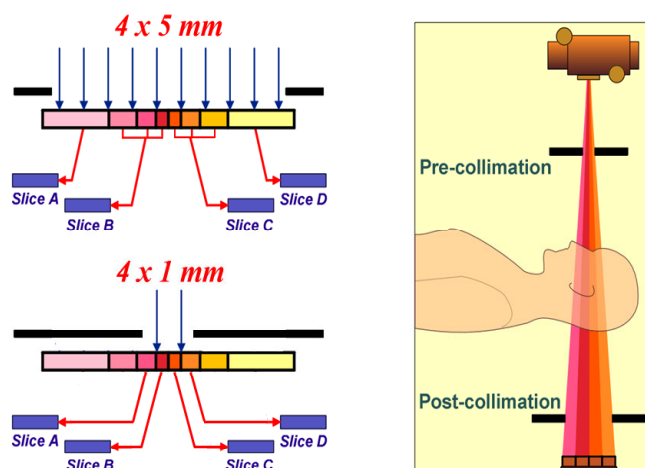 4 x 5 mm
Slice A
Slice B
Slice C
Slice D
4 x 1 mm
Slice A
Slice B
Slice C
Slice D
Pre-collimation
Post-collimation